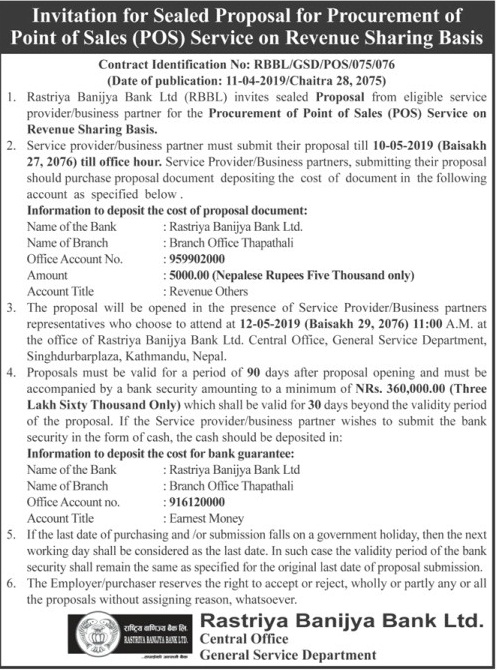 Invitation for Sealed Proposal for Procurement of
Point of Sales (POS) Service on Revenue Sharing Basis
Contract Identification No: RBBL/GSD/POS/075/076
(Date of publication: 11-04-2019/Chaitra 28, 2075)
1. Rastriya Banijya Bank Ltd (RBBL) invites sealed Proposal from eligible service
provider/business partner for the Procurement of Point of Sales (POS) Service on
Revenue Sharing Basis.
2. Service provider/business partner must submit their proposal till 10-05-2019 (Baisakh
27, 2076) till office hour. Service Provider/Business partners, submitting their proposal
should purchase proposal document depositing the cost of document in the following
account as specified below .
Information to deposit the cost of proposal document:
Name of the Bank : Rastriya Banijya Bank Ltd.
Name of Branch : Branch Office Thapathali
Office Account No. : 959902000
Amount : 5000.00 (Nepalese Rupees Five Thousand only)
Account Title : Revenue Others
3. The proposal will be opened in the presence of Service Provider/Business partners
representatives who choose to attend at 12-05-2019 (Baisakh 29, 2076) 11:00 A.M. at
the office of Rastriya Banijya Bank Ltd. Central Office, General Service Department,
Singhdurbarplaza, Kathmandu, Nepal.
4. Proposals must be valid for a period of 90 days after proposal opening and must be
accompanied by a bank security amounting to a minimum of NRs. 360,000.00 (Three
Lakh Sixty Thousand Only) which shall be valid for 30 days beyond the validity period
of the proposal. If the Service provider/business partner wishes to submit the bank
security in the form of cash, the cash should be deposited in:
Information to deposit the cost for bank guarantee:
Name of the Bank : Rastriya Banijya Bank Ltd
Name of Branch : Branch Office Thapathali
Office Account no. : 916120000
Account Title : Earnest Money
5. If the last date of purchasing and /or submission falls on a government holiday, then the next
working day shall be considered as the last date. In such case the validity period of the bank
security shall remain the same as specified for the original last date of proposal submission.
6. The Employer/purchaser reserves the right to accept or reject, wholly or partly any or all
the proposals without assigning reason, whatsoever.
राष्ट्रिय वाणिज्य बैंक लि.
RASTRIYA BANIJYA BANK LTD.
Rastriya Banijya Bank Ltd.
Central Office
General Service Department